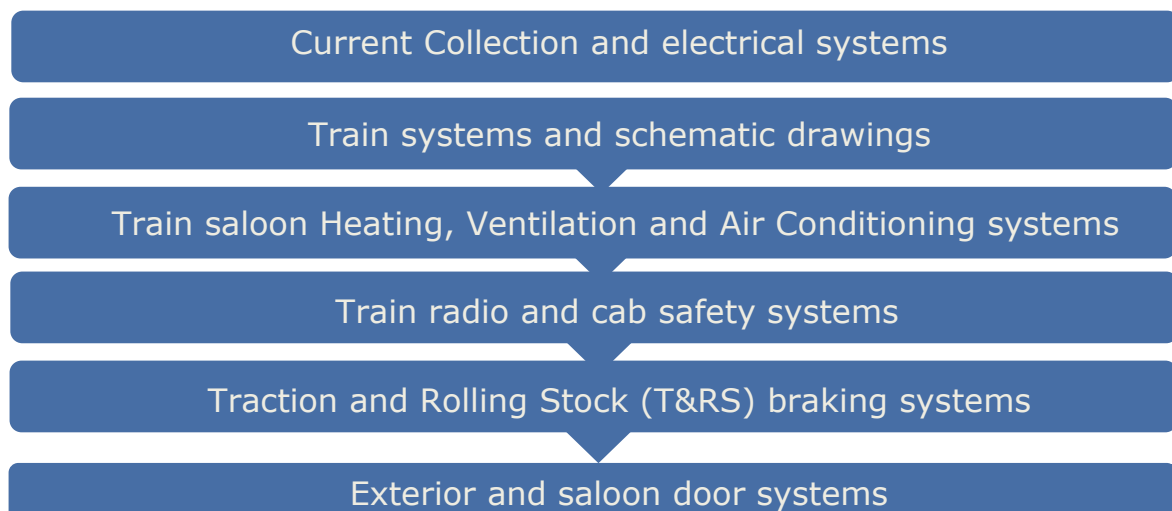 Current Collection and electrical systems
Train systems and schematic drawings
Train saloon Heating, Ventilation and Air Conditioning systems
Train radio and cab safety systems
Traction and Rolling Stock (T&RS) braking systems
Exterior and saloon door systems